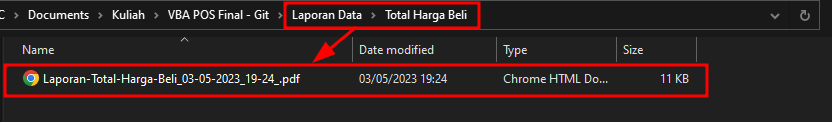 C > Documents > Kuliah > VBA POS Final - Git > Laporan Data > Total Harga Beli
Name Date modified Type Size
Laporan-Total-Harga-Beli_03-05-2023_19-24_.pdf 03/05/2023 19:24 Chrome HTML Do... 11 KB